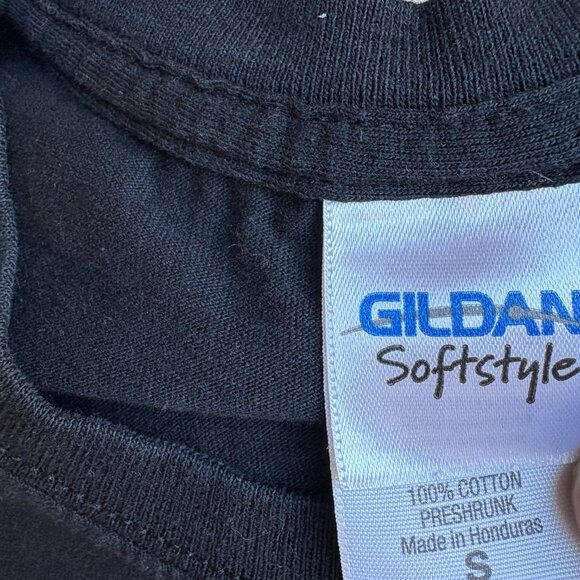 GILDAN
Softstyle
100% COTTON
PRESHRUNK
Made in Honduras
S